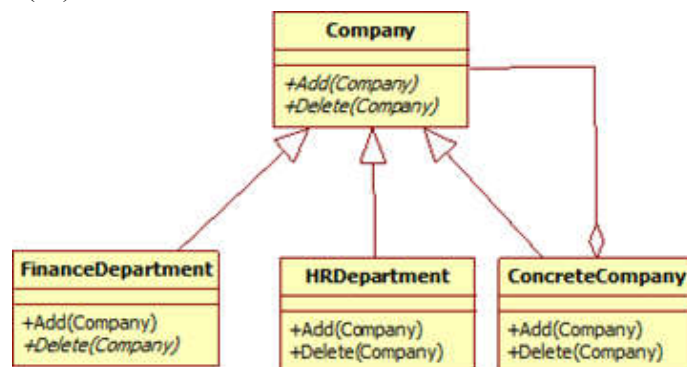 Company
+Add(Company)
+Delete(Company)
FinanceDepartment
+Add(Company)
+Delete(Company)
HRDepartment
+Add(Company)
+Delete(Company)
ConcreteCompany
+Add(Company)
+Delete(Company)